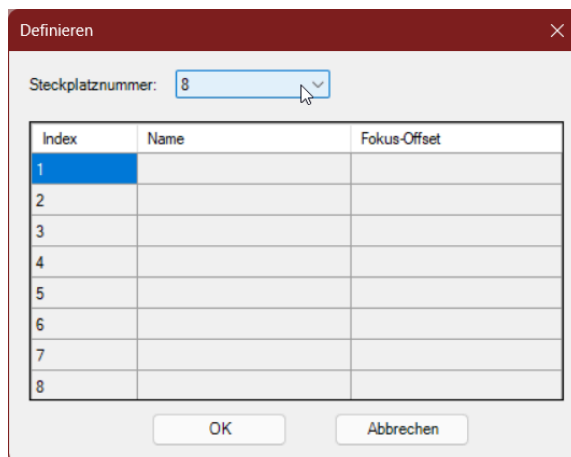 Definieren
Steckplatznummer: 8
Index Name Fokus-Offset
1
2
3
4
5
6
7
8
OK Abbrechen